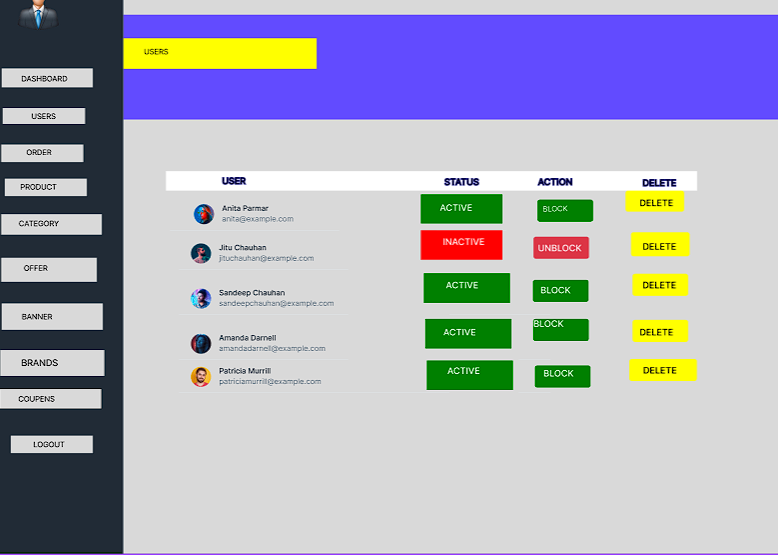 DASHBOARD
USERS
ORDER
PRODUCT
CATEGORY
OFFER
BANNER
BRANDS
COUPENS
LOGOUT
USERS
USER STATUS ACTION DELETE
Anita Parmar
anita@example.com
ACTIVE BLOCK DELETE
Jitu Chauhan
jituchauhan@example.com
INACTIVE UNBLOCK DELETE
Sandeep Chauhan
sandeepchauhan@example.com
ACTIVE BLOCK DELETE
Amanda Darnell
amandadarnell@example.com
ACTIVE BLOCK DELETE
Patricia Murrill
patriciamurrill@example.com
ACTIVE BLOCK DELETE